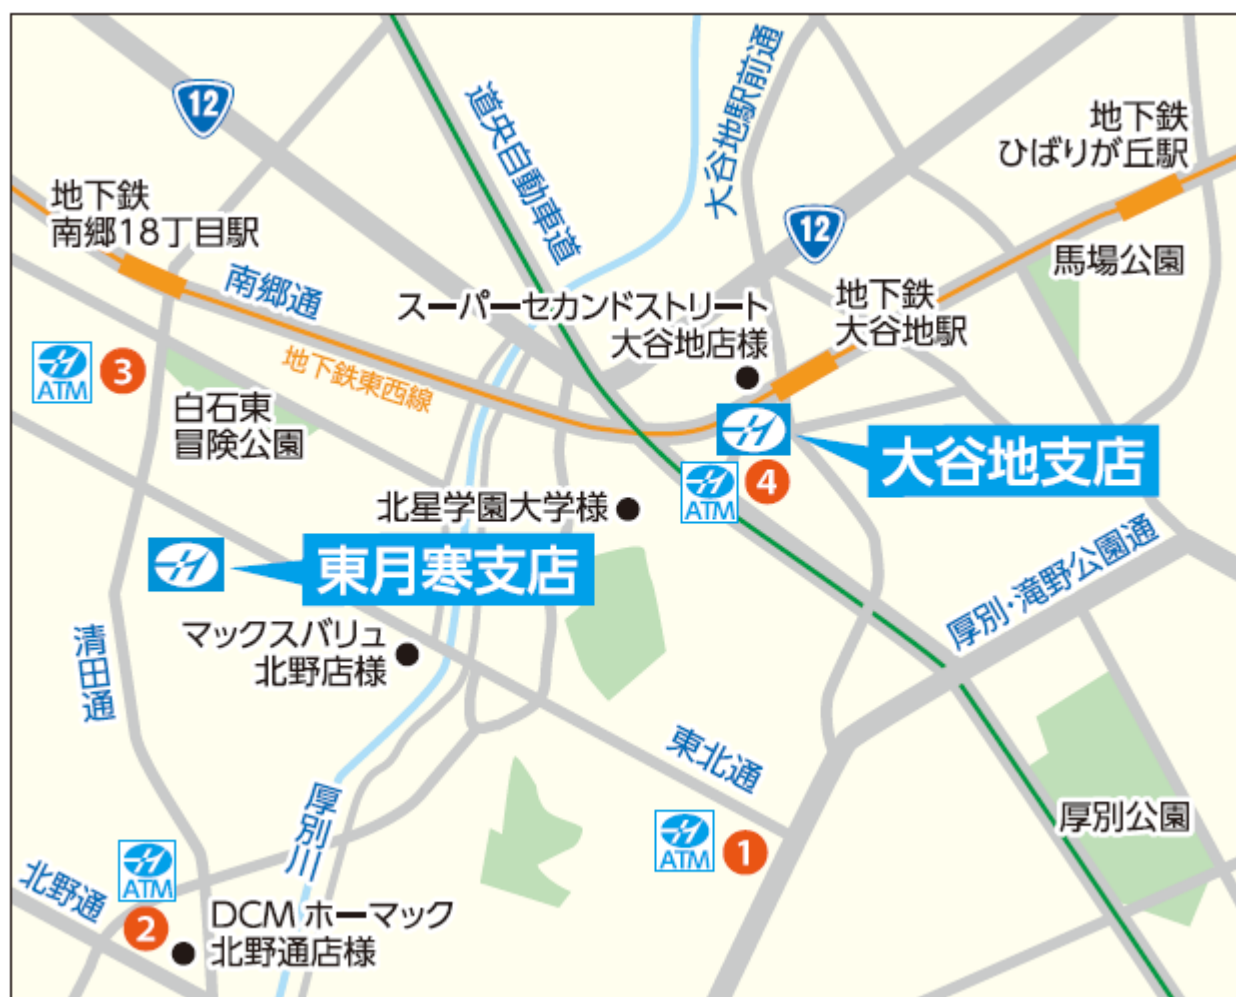 12
道央自動車道
大谷地駅前通
地下鉄
ひばりが丘駅
地下鉄
南郷18丁目駅
南郷通
12
馬場公園
スーパーセカンドストリート
大谷地店様
地下鉄
大谷地駅
地下鉄東西線
ATM
3
白石東
冒険公園
大谷地支店
ATM
4
北星学園大学様
東月寒支店
厚別・滝野公園通
マックスバリュ
北野店様
清田通
東北通
厚別川
厚別公園
ATM
1
ATM
2
北野通
DCM ホーマック
北野通店様